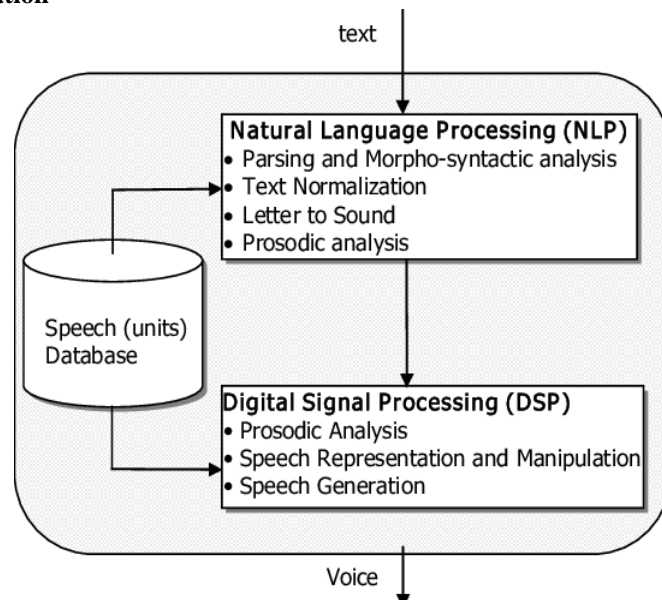 text
Natural Language Processing (NLP)
• Parsing and Morpho-syntactic analysis
• Text Normalization
• Letter to Sound
• Prosodic analysis
Speech (units)
Database
Digital Signal Processing (DSP)
• Prosodic Analysis
• Speech Representation and Manipulation
• Speech Generation
Voice